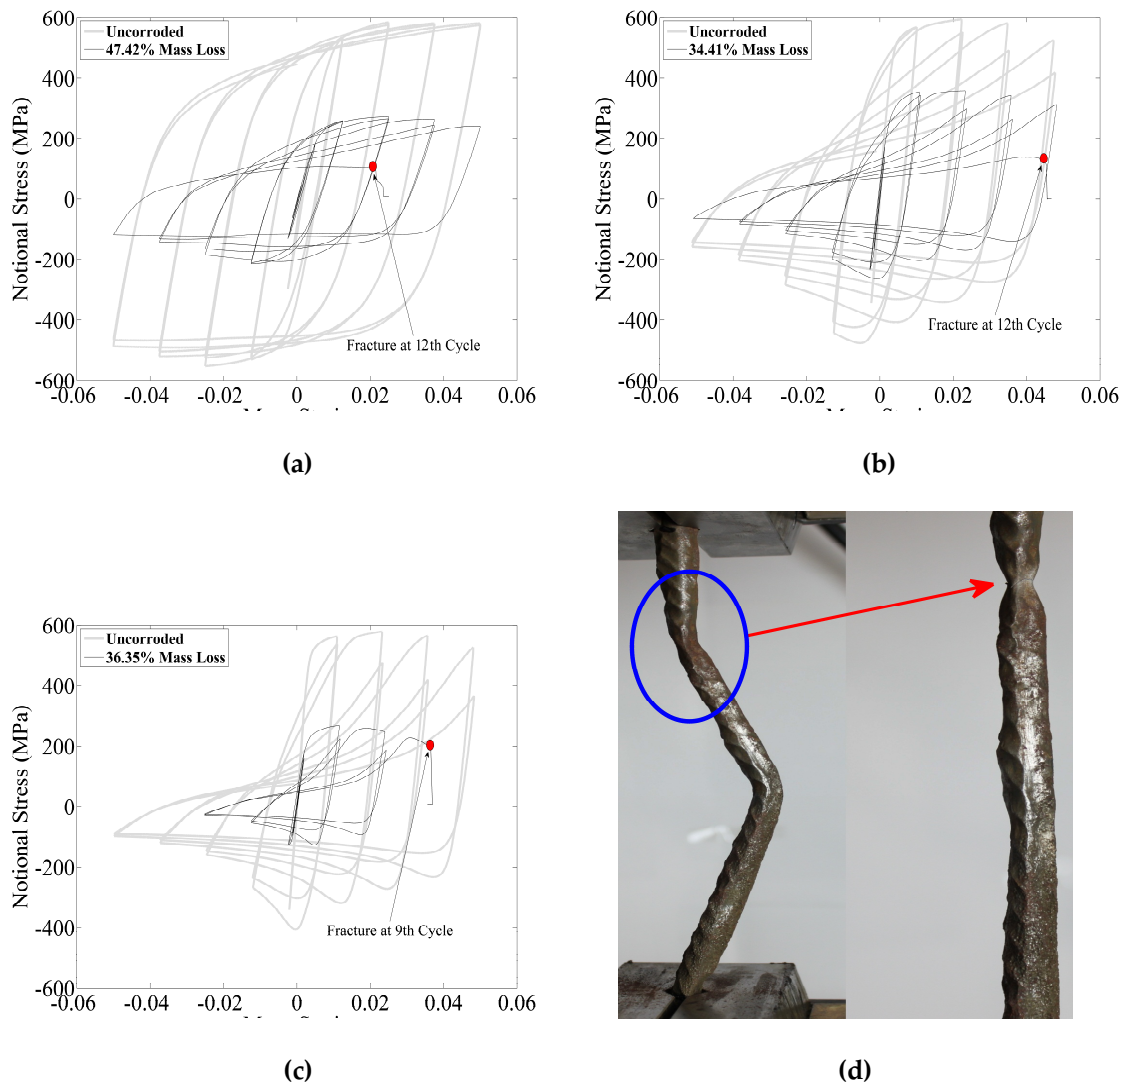 600
400
200
0
-200
-400
-600
Notional Stress (MPa)
Uncorroded
47.42% Mass Loss
Fracture at 12th Cycle
-0.06 -0.04 -0.02 0 0.02 0.04 0.06
(a)
600
400
200
0
-200
-400
-600
Notional Stress (MPa)
Uncorroded
34.41% Mass Loss
Fracture at 12th Cycle
-0.06 -0.04 -0.02 0 0.02 0.04 0.06
(b)
600
400
200
0
-200
-400
-600
Notional Stress (MPa)
Uncorroded
36.35% Mass Loss
Fracture at 9th Cycle
-0.06 -0.04 -0.02 0 0.02 0.04 0.06
(c)
(d)